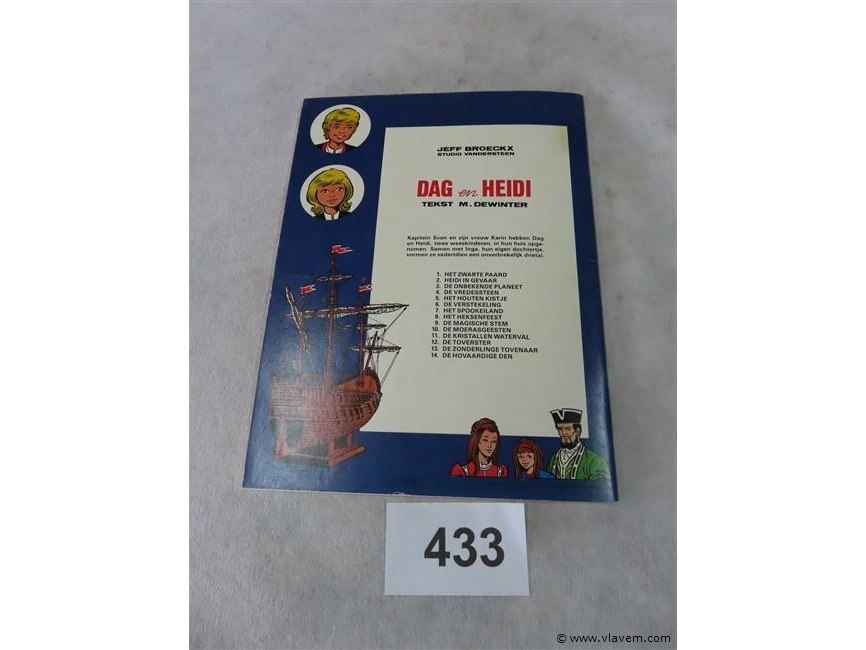 JEFF BROECKX
STUDIO VANDERSTEEN
DAG en HEIDI
TEKST M. DEWINTER
Kapitein Sven en zijn vrouw Karin hebben Dag
en Heidi, twee weeskinderen, in hun huis opge-
nomen. Samen met Inga, hun eigen dochtertje,
vormen ze sedertdien een onverbrekelijk drietal.
1. HET ZWARTE PAARD
2. HEIDI IN GEVAAR
3. DE ONBEKENDE PLANEET
4. DE VREDESSTEEN
5. HET HOUTEN KISTJE
6. DE VERSTEKELING
7. HET SPOOKEILAND
8. HET HEKSENFEEST
9. DE MAGISCHE STEM
10. DE MOERASGEESTEN
11. DE KRISTALLEN WATERVAL
12. DE TOVERSTER
13. DE ZONDERLINGE TOVENAAR
14. DE HOVAARDIGE DEN
433
© www.vlavem.com